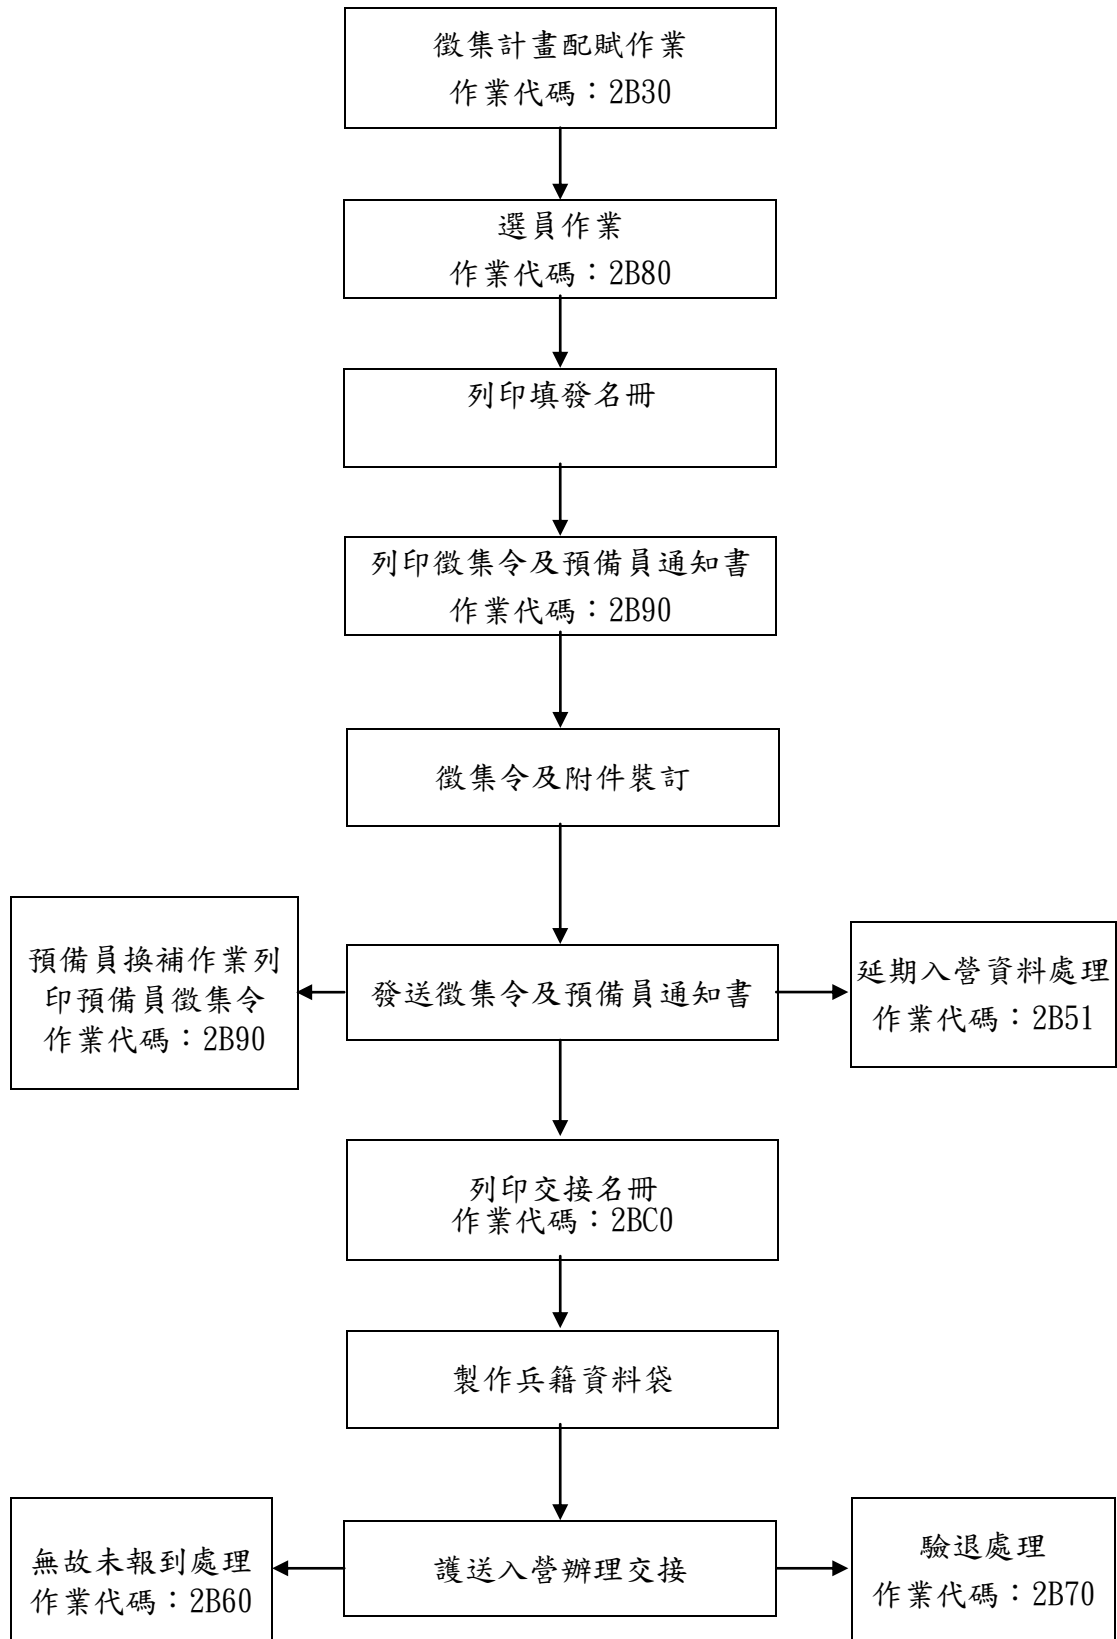 徵集計畫配賦作業
作業代碼：2B30
選員作業
作業代碼：2B80
列印填發名冊
列印徵集令及預備員通知書
作業代碼：2B90
徵集令及附件裝訂
預備員換補作業列
印預備員徵集令
作業代碼：2B90
發送徵集令及預備員通知書
延期入營資料處理
作業代碼：2B51
列印交接名冊
作業代碼：2BC0
製作兵籍資料袋
無故未報到處理
作業代碼：2B60
護送入營辦理交接
驗退處理
作業代碼：2B70